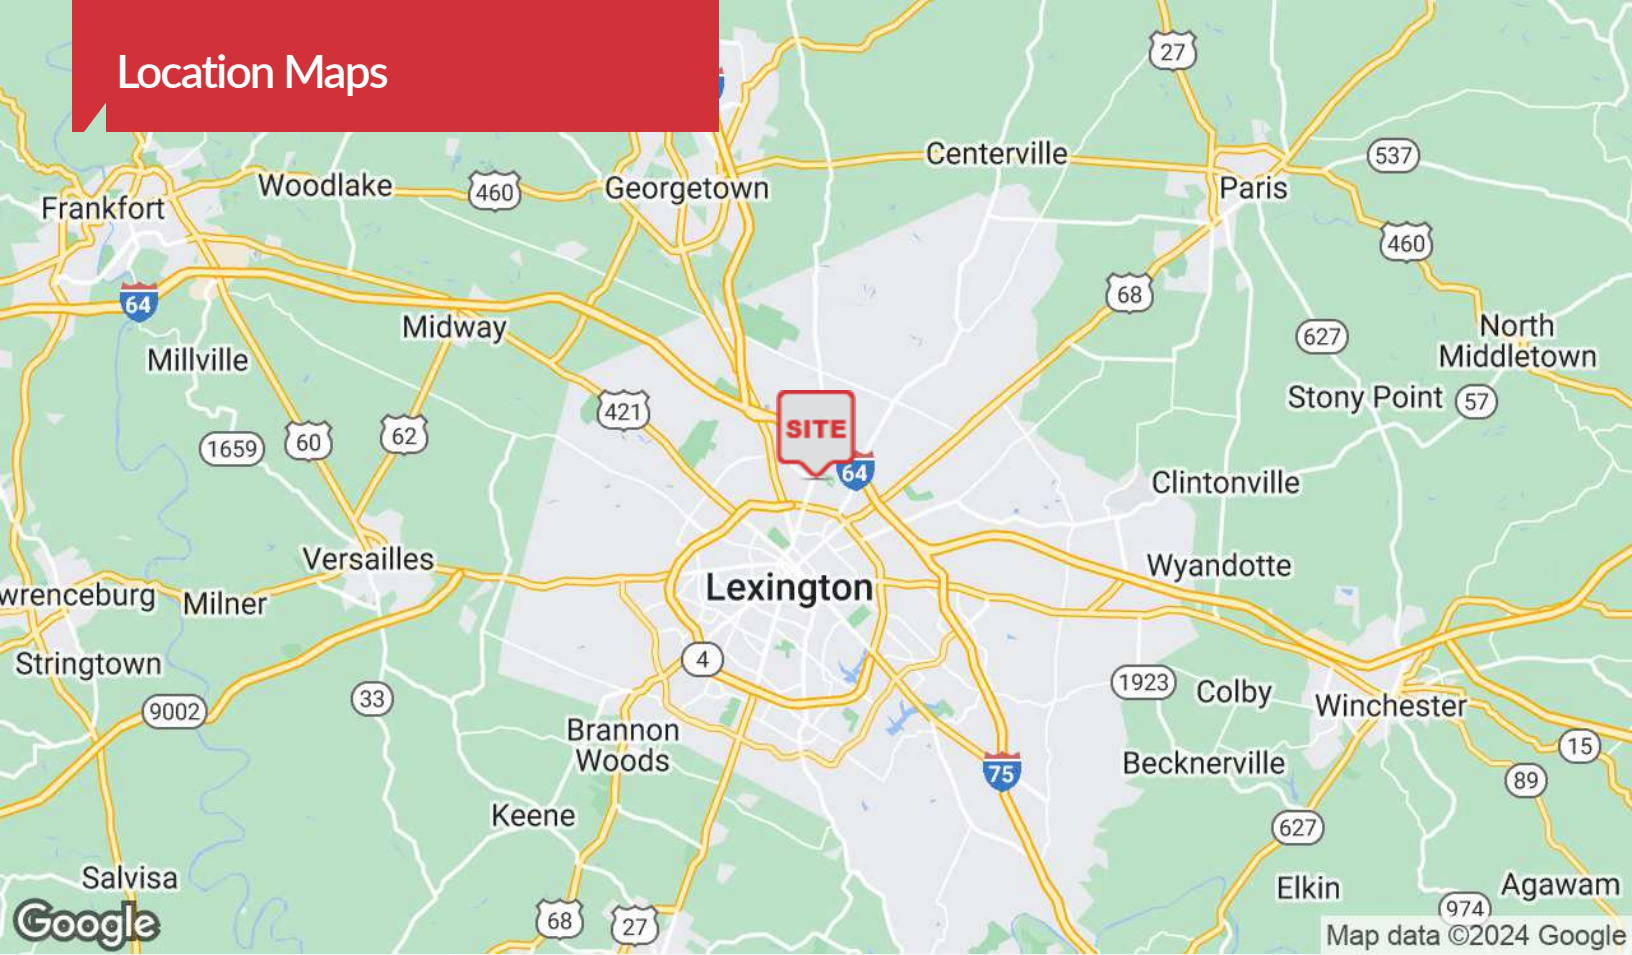 Location Maps
27
Centerville
537
Woodlake
460
Georgetown
Paris
Frankfort
460
68
64
Midway
North
Middletown
627
Millville
Stony Point
57
421
SITE
1659
60
62
64
Clintonville
Versailles
Wyandotte
Lexington
wrenceburg
Milner
Stringtown
4
1923
Colby
33
9002
Winchester
Brannon
Woods
15
75
Becknerville
89
Keene
627
Salvisa
Elkin
Agawam
974
68
27
Google
Map data ©2024 Google